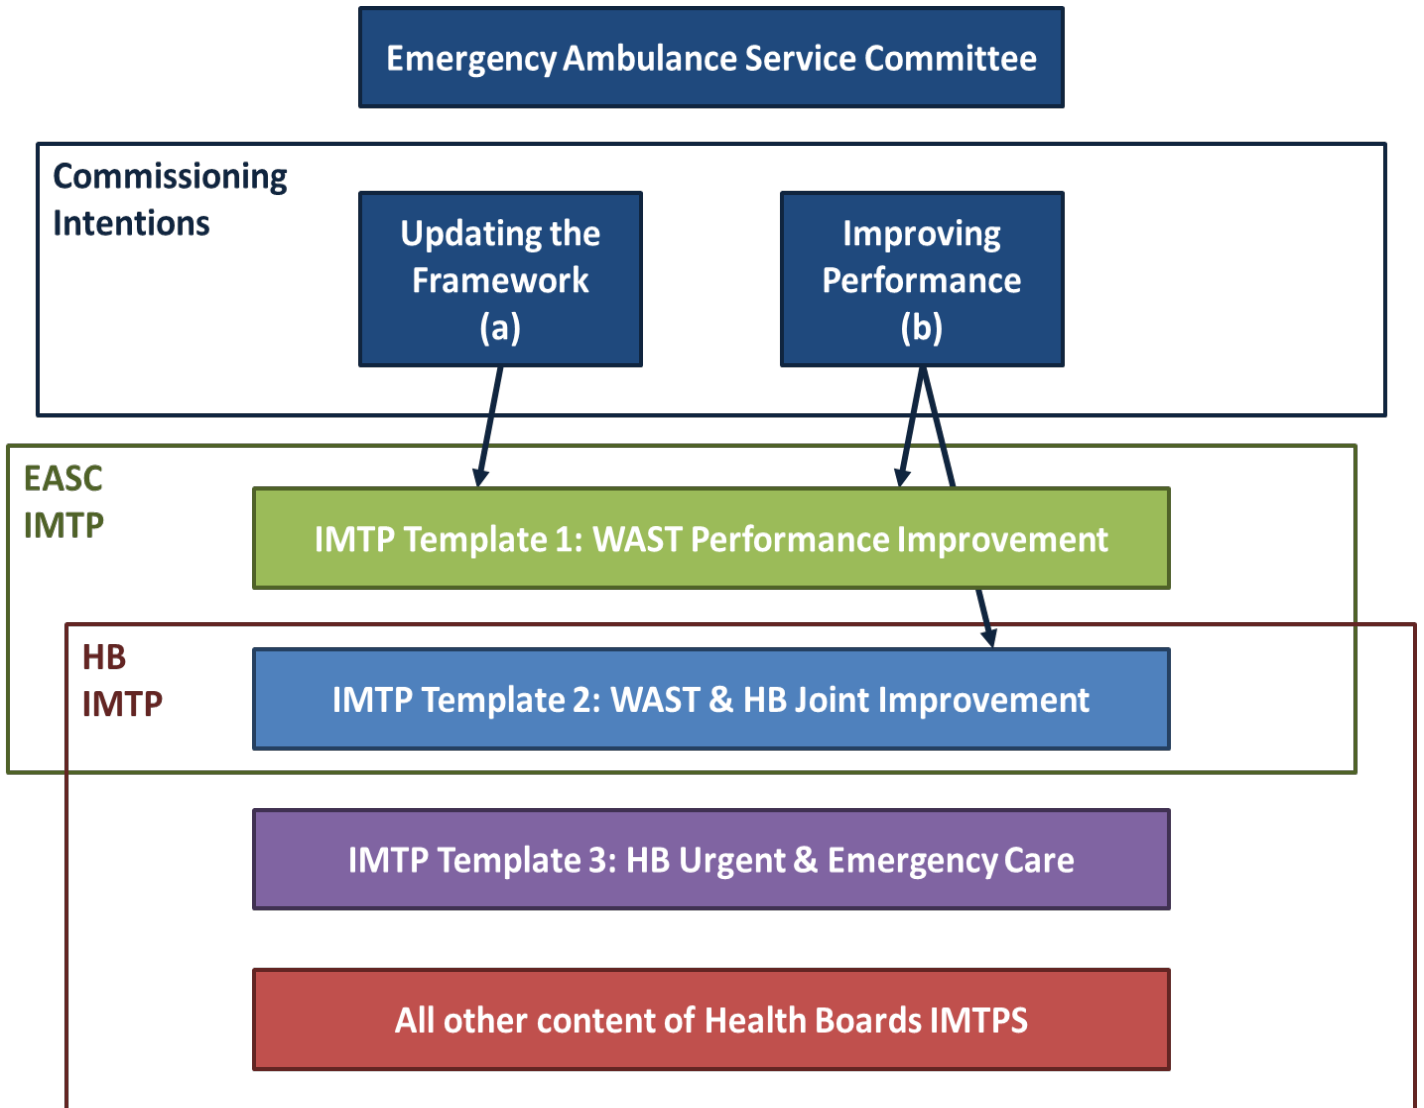 Emergency Ambulance Service Committee
Commissioning
Intentions
Updating the
Framework
(a)
Improving
Performance
(b)
EASC
IMTP
IMTP Template 1: WAST Performance Improvement
HB
IMTP
IMTP Template 2: WAST & HB Joint Improvement
IMTP Template 3: HB Urgent & Emergency Care
All other content of Health Boards IMTPS